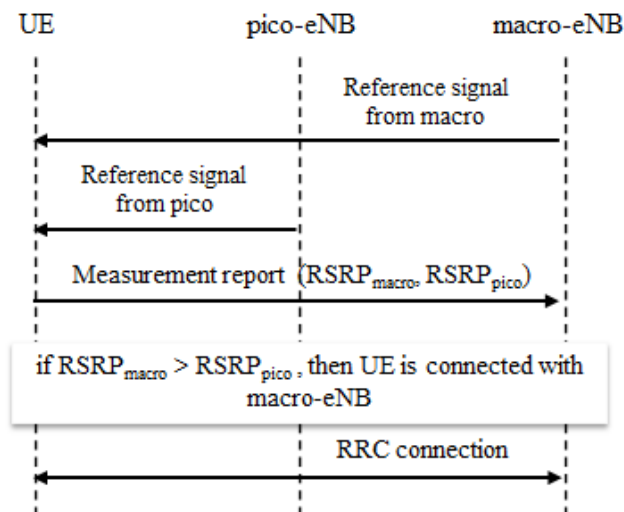 UE pico-eNB macro-eNB
Reference signal
from macro
Reference signal
from pico
Measurement report (RSRPmacro, RSRPpico)
if RSRPmacro > RSRPpico , then UE is connected with
macro-eNB
RRC connection